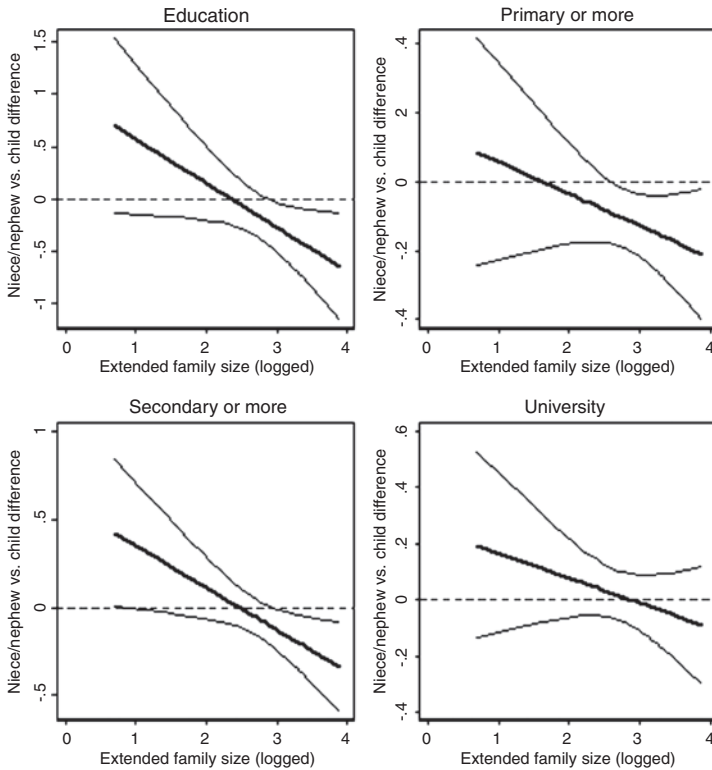 Education
Niece/nephew vs. child difference
1.5
1
.5
0
-.5
-1
0 1 2 3 4
Extended family size (logged)
Primary or more
Niece/nephew vs. child difference
.4
2
0
-.2
-.4
0 1 2 3 4
Extended family size (logged)
Secondary or more
Niece/nephew vs. child difference
1
.5
0
-.5
0 1 2 3 4
Extended family size (logged)
University
Niece/nephew vs. child difference
.6
.4
.2
0
-.2
-.4
0 1 2 3 4
Extended family size (logged)